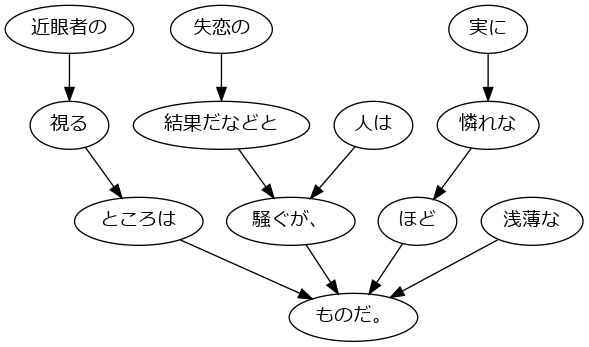 近眼者の 失恋の 実に
視る 結果だなどと 人は 憐れな
ところは 騒ぐが、 ほど 浅薄な
ものだ。